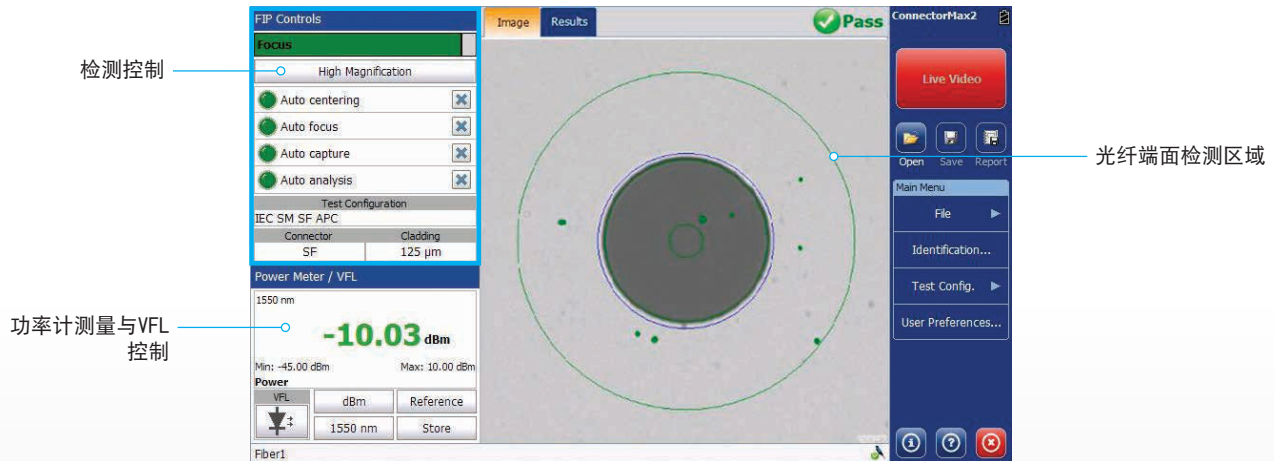 检测控制
功率计测量与VFL
控制
FIP Controls
Focus
High Magnification
Auto centering
Auto focus
Auto capture
Auto analysis
Test Configuration
IEC SM SF APC
Connector Cladding
SF 125 µm
Power Meter / VFL
1550 nm
-10.03 dBm
Min: -45.00 dBm Max: 10.00 dBm
Power
VFL
dBm Reference
1550 nm Store
Fiber1
Image Results
Pass
ConnectorMax2
Live Video
Open Save Report
Main Menu
File
Identification...
Test Config.
User Preferences...
光纤端面检测区域